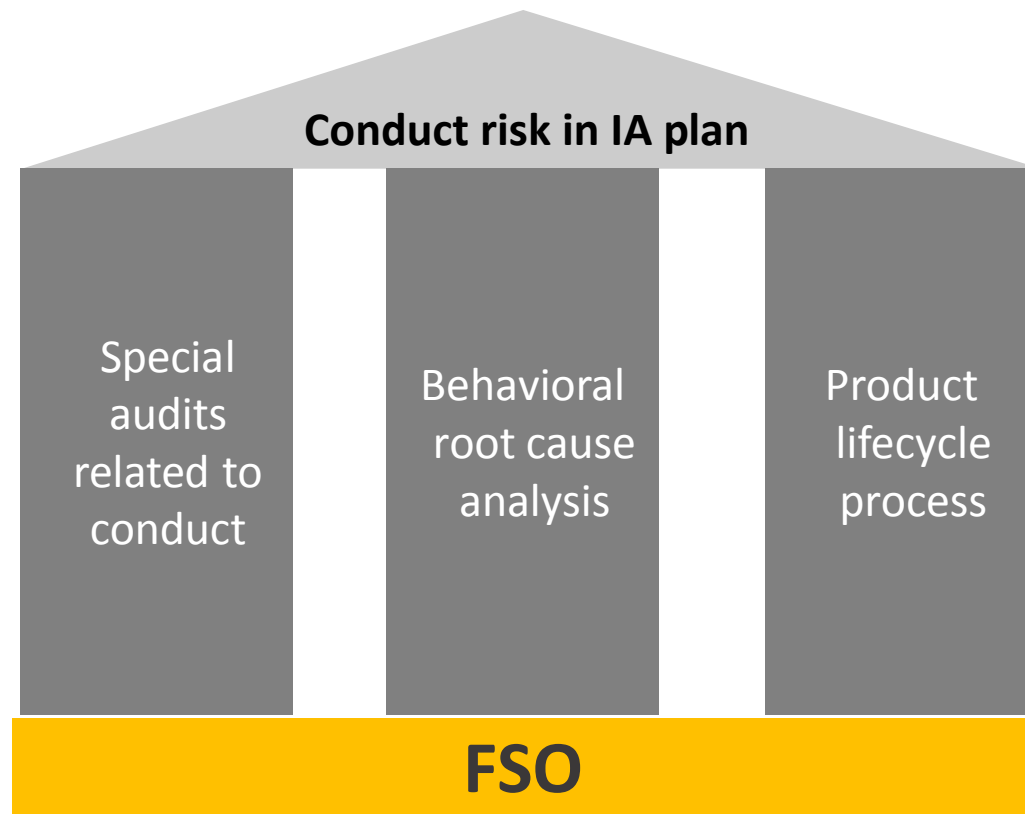 Conduct risk in IA plan
Special
audits
related to
conduct
Behavioral
root cause
analysis
Product
lifecycle
process
FSO